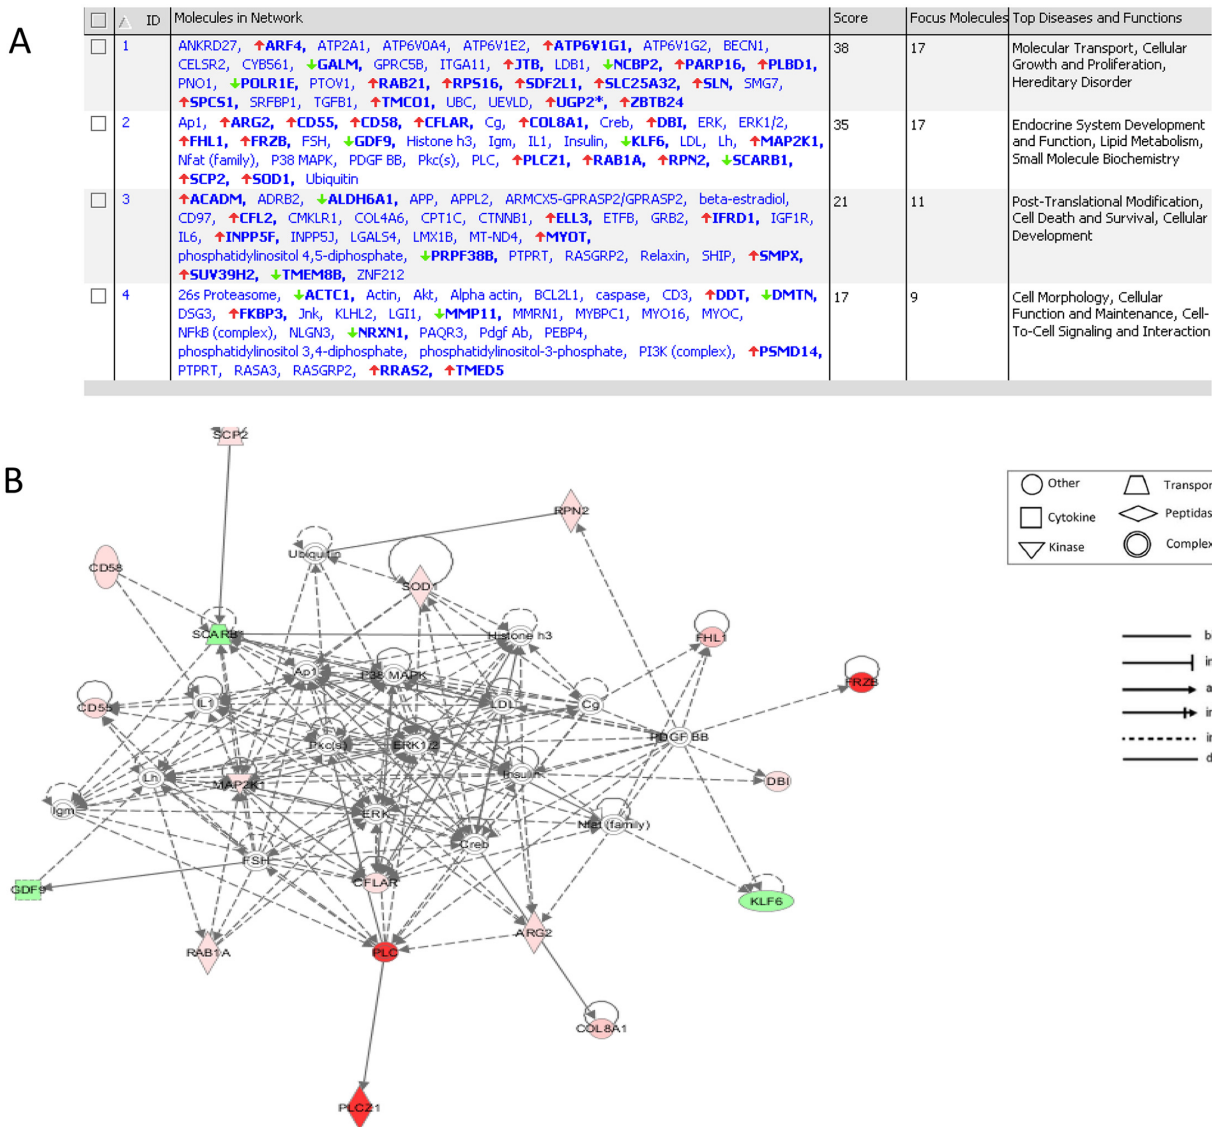 A
ID Molecules in Network Score Focus Molecules Top Diseases and Functions
1 ANKRD27, ↑ARF4, ATP2A1, ATP6V0A4, ATP6V1E2, ↑ATP6V1G1, ATP6V1G2, BECN1, 38 17 Molecular Transport, Cellular
CELSR2, CYB561, ↓GALM, GPRC5B, ITGA11, ↑JTB, LDB1, ↓NCBP2, ↑PARP16, ↑PLBD1, Growth and Proliferation,
PNO1, ↓POLR1E, PTOV1, ↑RAB21, ↑RPS16, ↑SDF2L1, ↑SLC25A32, ↑SLN, SMG7, Hereditary Disorder
↑SPCS1, SRFBP1, TGFB1, ↑TMCO1, UBC, UEVLD, ↑UGP2*, ↑ZBTB24
2 Ap1, ↑ARG2, ↑CD55, ↑CD58, ↑CFLAR, Cg, ↑COL8A1, Creb, ↑DBI, ERK, ERK1/2, 35 17 Endocrine System Development
↑FHL1, ↑FRZB, FSH, ↓GDF9, Histone h3, Igm, IL1, Insulin, ↓KLF6, LDL, Lh, ↑MAP2K1, and Function, Lipid Metabolism,
Nfat (family), P38 MAPK, PDGF BB, Pkc(s), PLC, ↑PLCZ1, ↑RAB1A, ↑RPN2, ↓SCARB1, Small Molecule Biochemistry
↑SCP2, ↑SOD1, Ubiquitin
3 ↑ACADM, ADRB2, ↓ALDH6A1, APP, APPL2, ARMCX5-GPRASP2/GPRASP2, beta-estradiol, 21 11 Post-Translational Modification,
CD97, ↑CFL2, CMKLR1, COL4A6, CPT1C, CTNNB1, ↑ELL3, ETFB, GRB2, ↑IFRD1, IGF1R, Cell Death and Survival, Cellular
IL6, ↑INPP5F, INPP5J, LGALS4, LMX1B, MT-ND4, ↑MYOT, Development
phosphatidylinositol 4,5-diphosphate, ↓PRPF38B, PTPRT, RASGRP2, Relaxin, SHIP, ↑SMPX,
↑SUV39H2, ↓TMEM8B, ZNF212
4 26s Proteasome, ↓ACTC1, Actin, Akt, Alpha actin, BCL2L1, caspase, CD3, ↑DDT, ↓DMTN, 17 9 Cell Morphology, Cellular
DSG3, ↑FKBP3, Jnk, KLHL2, LGI1, ↓MMP11, MMRN1, MYBPC1, MYO16, MYOC, Function and Maintenance, Cell-
NFkB (complex), NLGN3, ↓NRXN1, PAQR3, Pdgf Ab, PEBP4, To-Cell Signaling and Interaction
phosphatidylinositol 3,4-diphosphate, phosphatidylinositol-3-phosphate, PI3K (complex), ↑PSMD14,
PTPRT, RASA3, RASGRP2, ↑RRAS2, ↑TMED5
B
SCP2
RPN2
Ubiquitin
CD58
SOD1
SCARB1
Histone h3
FHL1
Ap1
P38 MAPK
FRZB
CD55
IL1
LDL
Cg
PDGF BB
Pkc(s)
ERK1/2
Lh
MAP2K1
Insulin
DBI
Igm
ERK
Nfat (family)
Creb
FSH
CFLAR
GDF9
KLF6
RAB1A
PLC
ARG2
COL8A1
PLCZ1
Other Transpor
Cytokine Peptidas
Kinase Complex
b
in
a
in
in
d